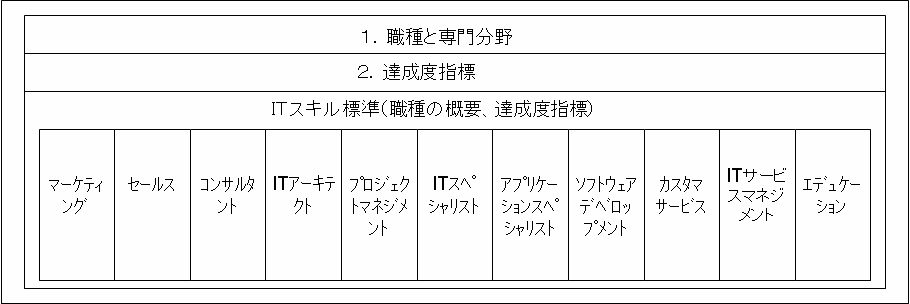 1．職種と専門分野
2．達成度指標
ITスキル標準(職種の概要、達成度指標)
ﾏｰｹﾃｨ
ﾝｸﾞ
ｾｰﾙｽ
ｺﾝｻﾙﾀ
ﾝﾄ
ITｱｰｷﾃ
ｸﾄ
ﾌﾟﾛｼﾞｪｸ
ﾄﾏﾈｼﾞﾒ
ﾝﾄ
ITｽﾍﾟ
ｼｬﾘｽﾄ
ｱﾌﾟﾘｹｰ
ｼｮﾝｽﾍﾟ
ｼｬﾘｽﾄ
ｿﾌﾄｳｪｱ
ﾃﾞﾍﾞﾛｯ
ﾌﾟﾒﾝﾄ
ｶｽﾀﾏ
ｻｰﾋﾞｽ
ITｻｰﾋﾞ
ｽﾏﾈｼﾞ
ﾒﾝﾄ
ｴﾃﾞｭｹｰ
ｼｮﾝ